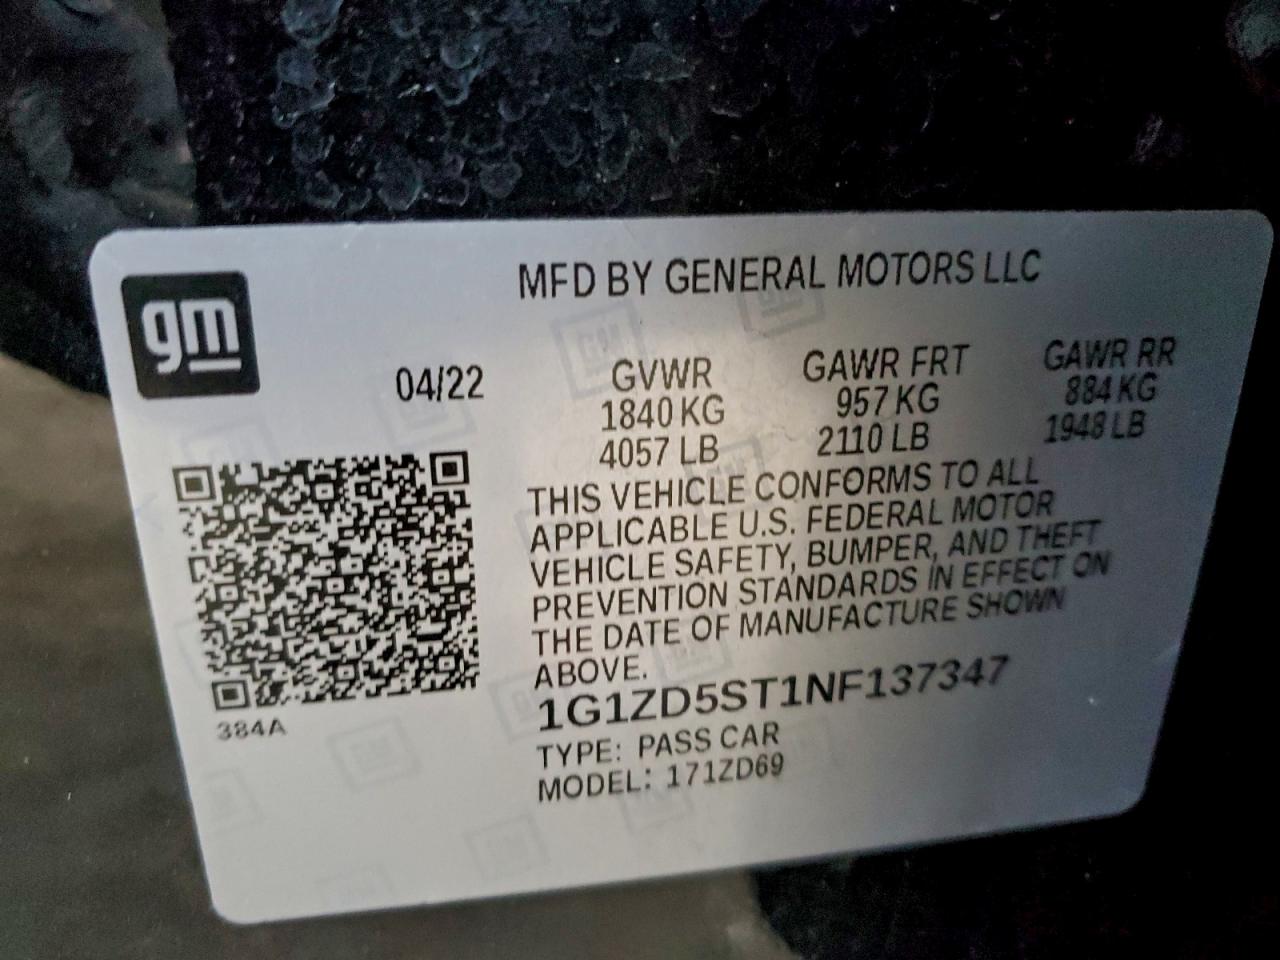 gm
MFD BY GENERAL MOTORS LLC
04/22
GVWR GAWR FRT GAWR RR
1840 KG 957 KG 884 KG
4057 LB 2110 LB 1948 LB
THIS VEHICLE CONFORMS TO ALL
APPLICABLE U.S. FEDERAL MOTOR
VEHICLE SAFETY, BUMPER, AND THEFT
PREVENTION STANDARDS IN EFFECT ON
THE DATE OF MANUFACTURE SHOWN
ABOVE.
1G1ZD5ST1NF137347
TYPE: PASS CAR
MODEL: 171ZD69
384A